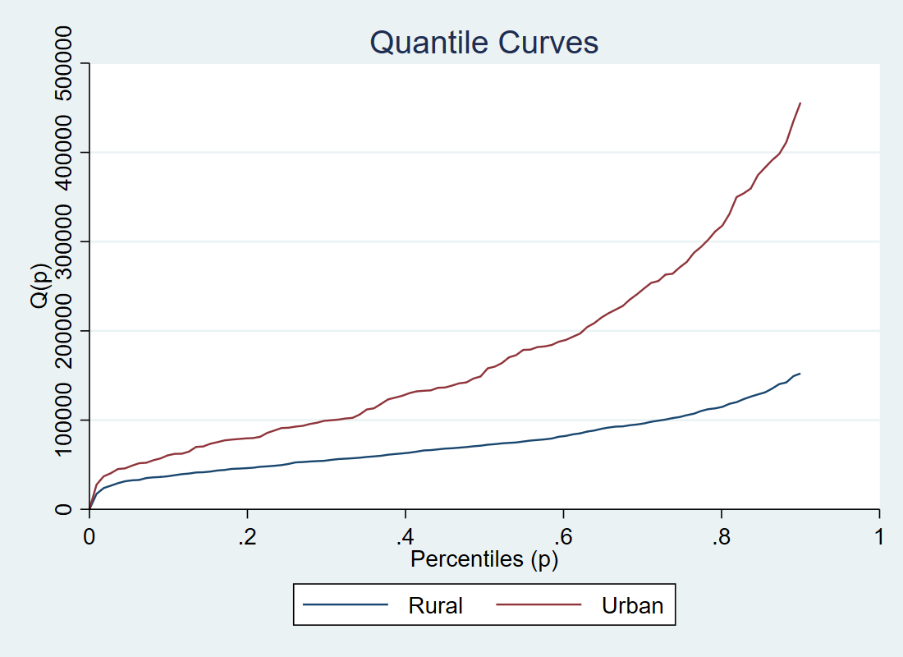 Quantile Curves
Q(p)
500000
400000
300000
200000
100000
0
0 .2 .4 .6 .8 1
Percentiles (p)
Rural Urban